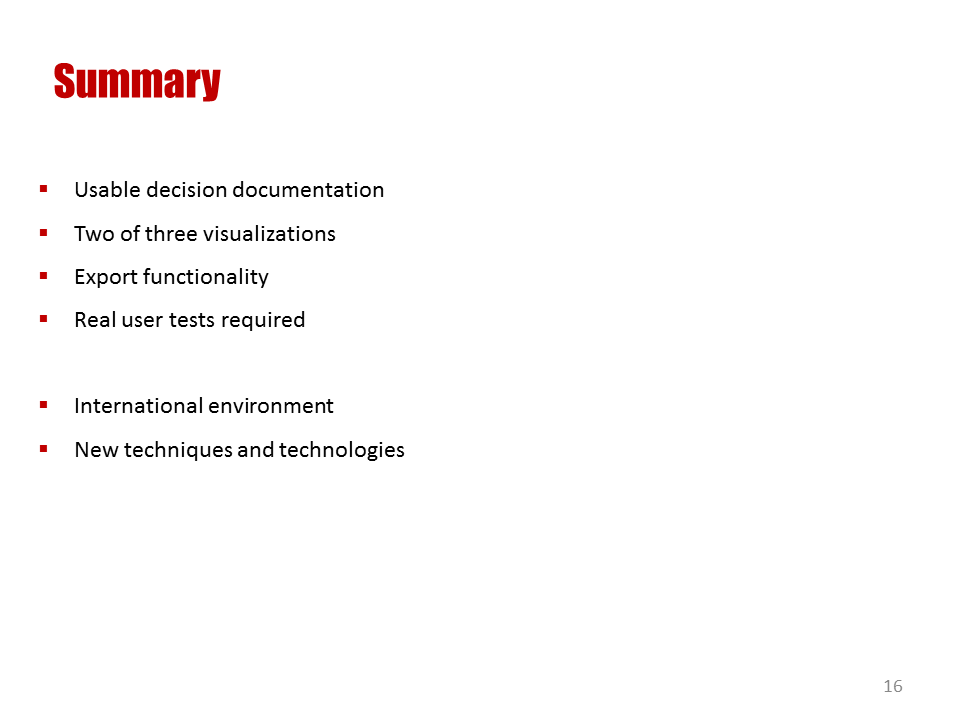 Summary
▪ Usable decision documentation
▪ Two of three visualizations
▪ Export functionality
▪ Real user tests required
▪ International environment
▪ New techniques and technologies
16